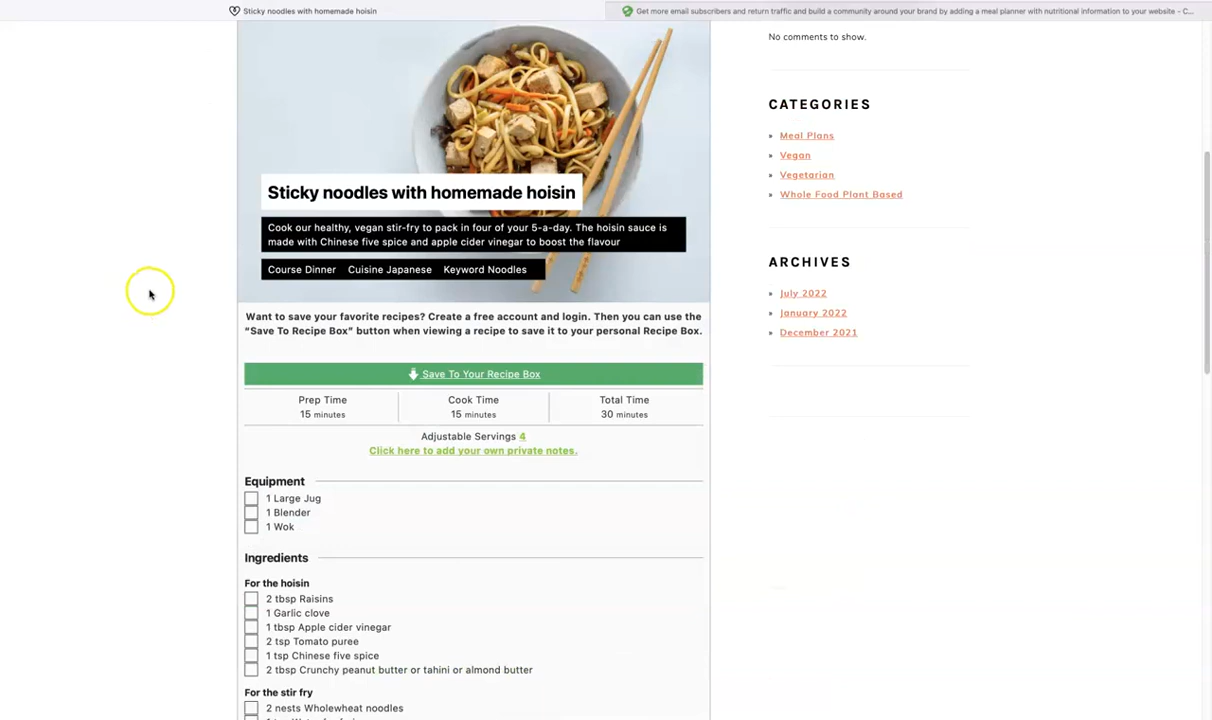 Sticky noodles with homemade hoisin
Get more email subscribers and return traffic and build a community around your brand by adding a meal planner with nutritional information to your website - C...
No comments to show.
CATEGORIES
» Meal Plans
» Vegan
» Vegetarian
» Whole Food Plant Based
ARCHIVES
» July 2022
» January 2022
» December 2021
Sticky noodles with homemade hoisin
Cook our healthy, vegan stir-fry to pack in four of your 5-a-day. The hoisin sauce is
made with Chinese five spice and apple cider vinegar to boost the flavour
Course Dinner Cuisine Japanese Keyword Noodles
Want to save your favorite recipes? Create a free account and login. Then you can use the
"Save To Recipe Box" button when viewing a recipe to save it to your personal Recipe Box.
Save To Your Recipe Box
Prep Time Cook Time Total Time
15 minutes 15 minutes 30 minutes
Adjustable Servings 4
Click here to add your own private notes.
Equipment
1 Large Jug
1 Blender
1 Wok
Ingredients
For the hoisin
2 tbsp Raisins
1 Garlic clove
1 tbsp Apple cider vinegar
2 tsp Tomato puree
1 tsp Chinese five spice
2 tbsp Crunchy peanut butter or tahini or almond butter
For the stir fry
2 nests Wholewheat noodles